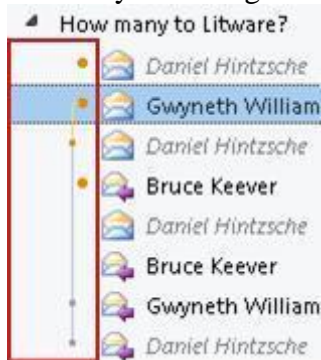 How many to Litware?
Daniel Hintzsche
Gwyneth William
Daniel Hintzsche
Bruce Keever
Daniel Hintzsche
Bruce Keever
Gwyneth William
Daniel Hintzsche